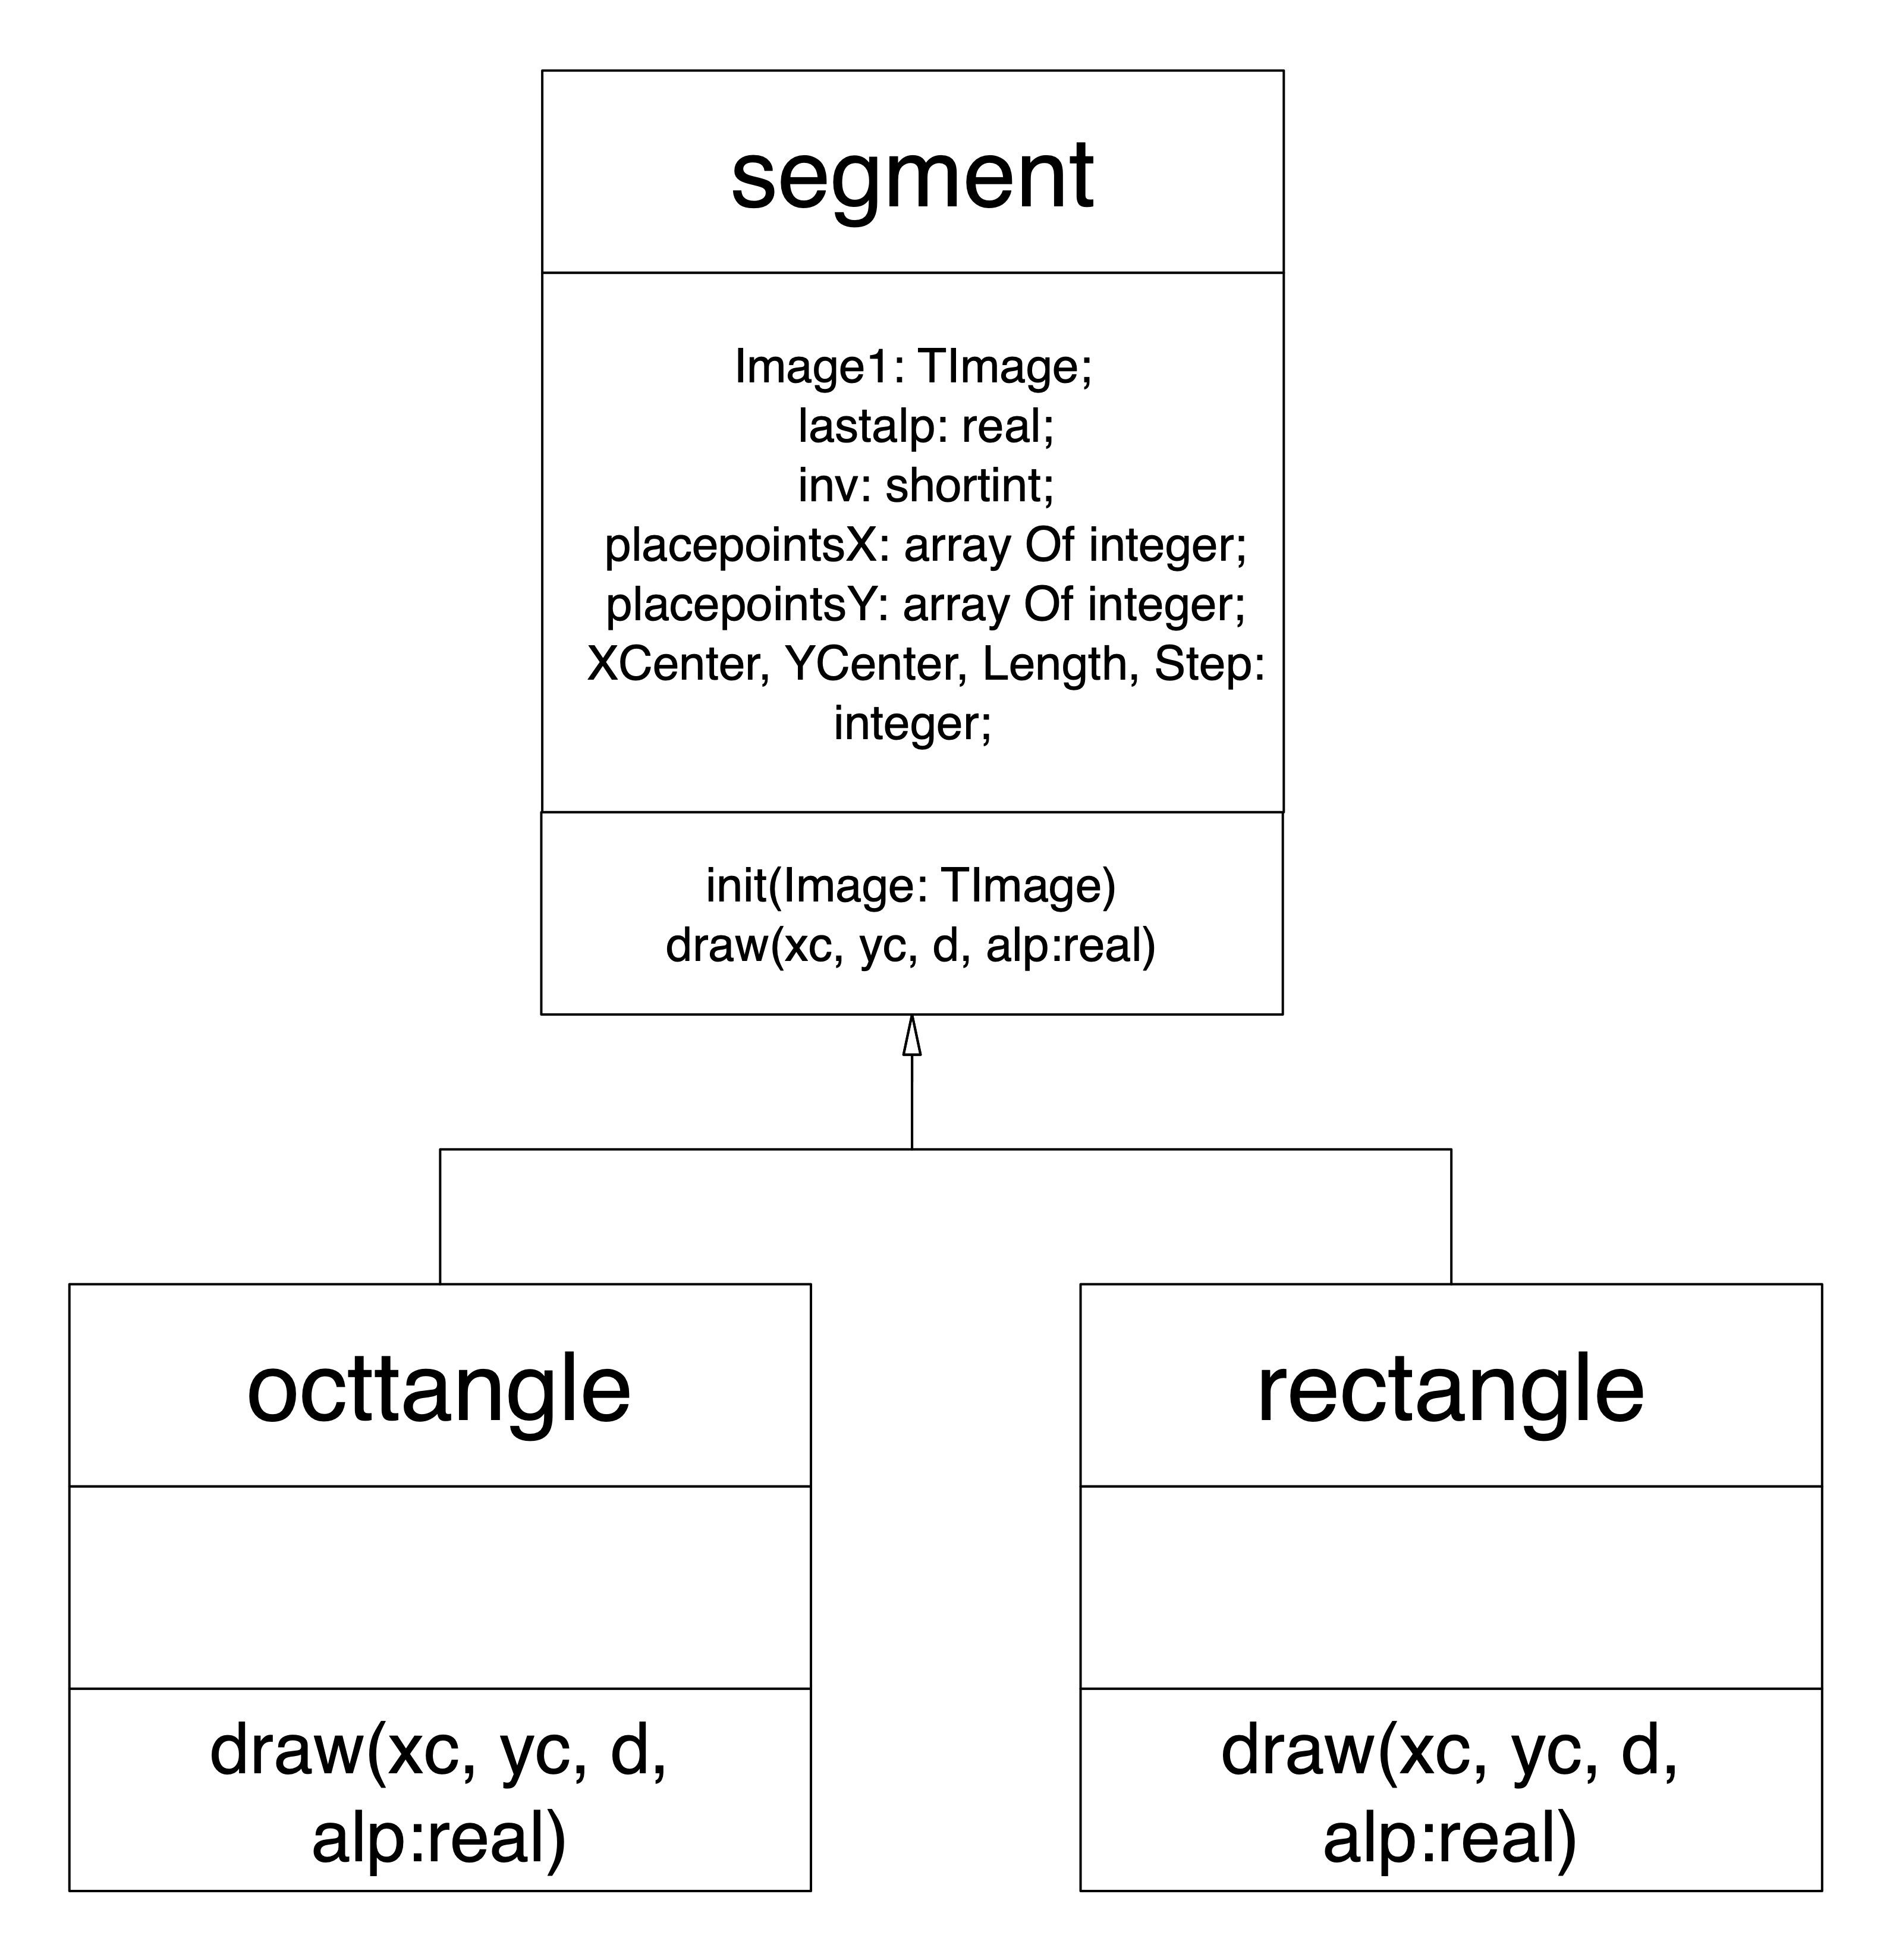 segment
Image1: TImage;
lastalp: real;
inv: shortint;
placepointsX: array Of integer;
placepointsY: array Of integer;
XCenter, YCenter, Length, Step:
integer;
init(Image: TImage)
draw(xc, yc, d, alp:real)
octtangle
draw(xc, yc, d,
alp:real)
rectangle
draw(xc, yc, d,
alp:real)